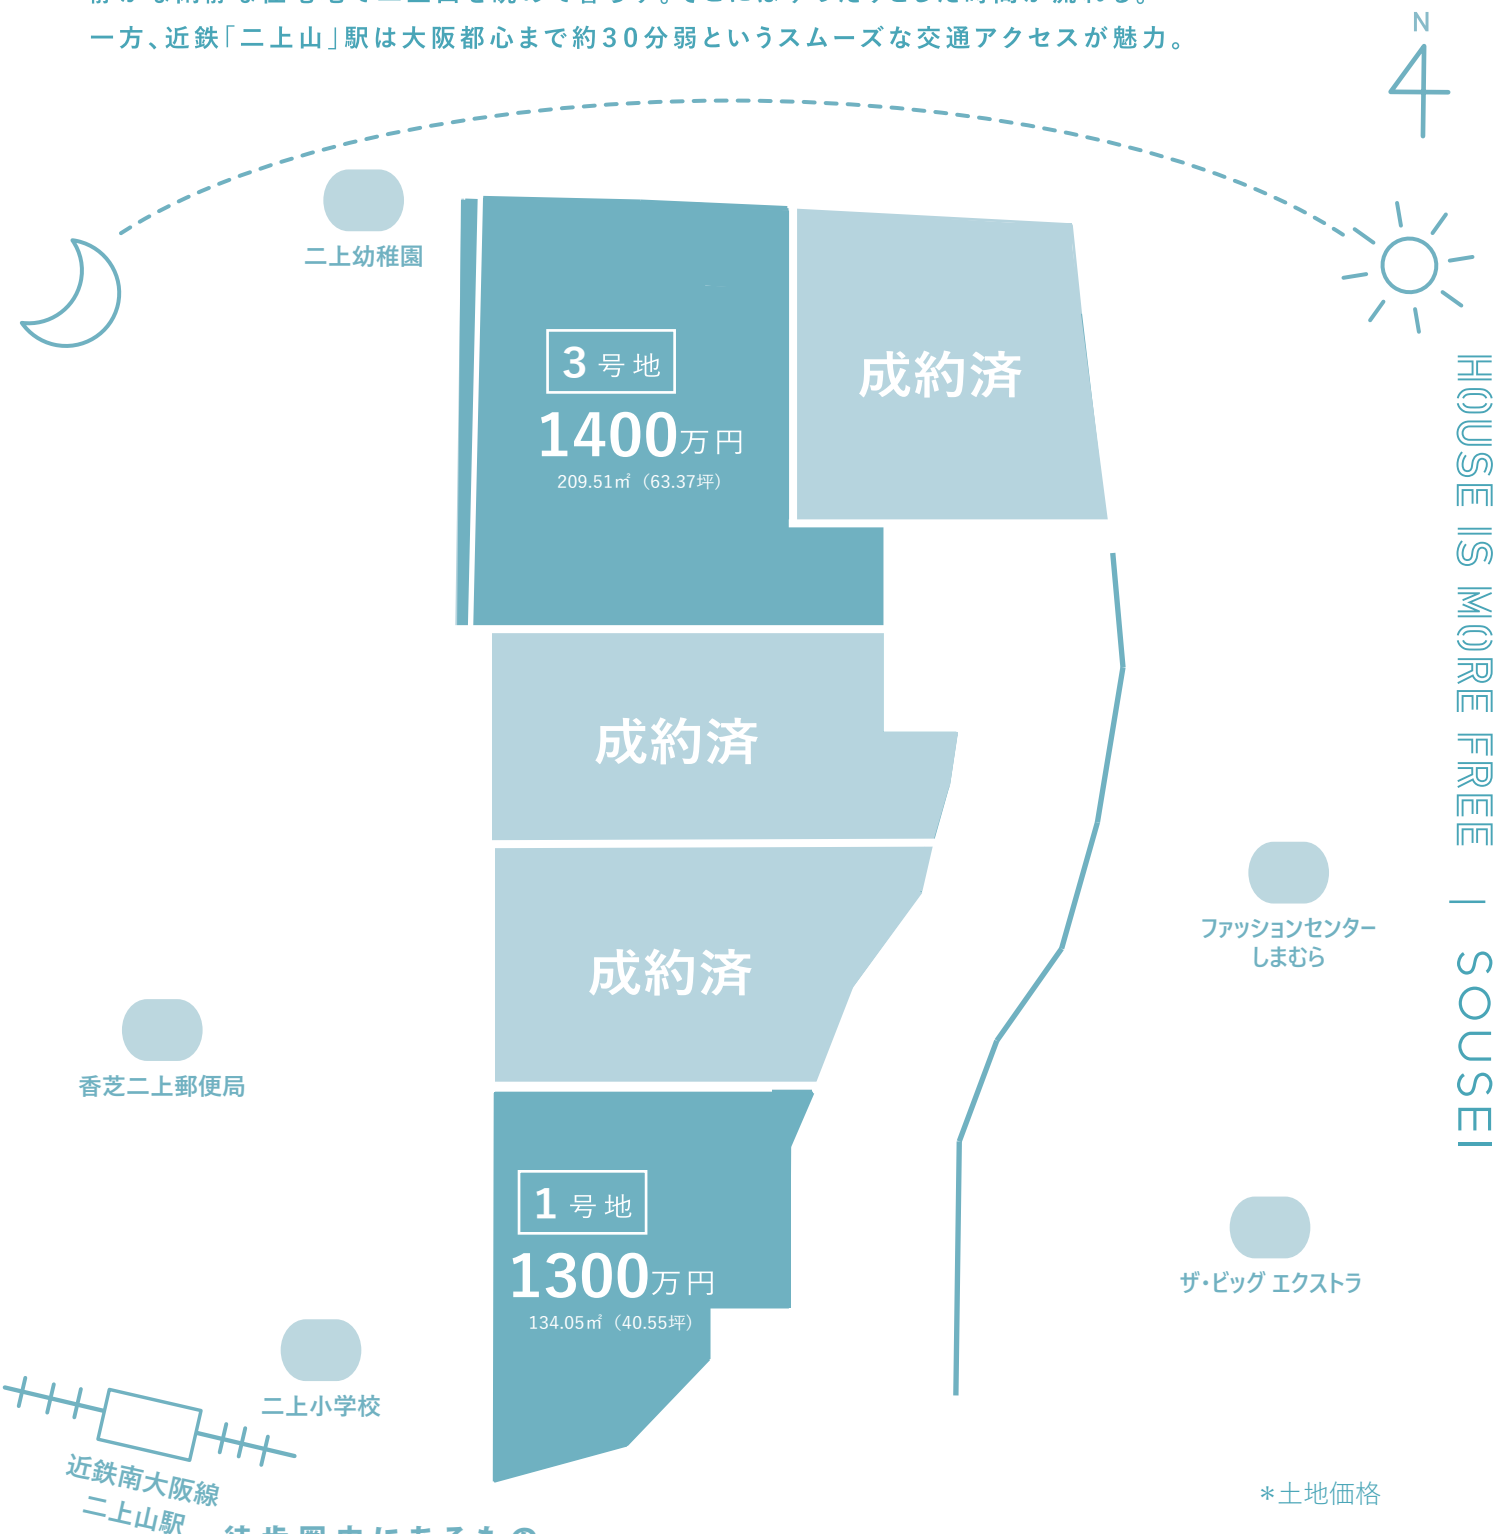 一方、近鉄「二上山」駅は大阪都心まで約30分弱というスムーズな交通アクセスが魅力。
N
二上幼稚園
3号地
1400万円
209.51㎡（63.37坪）
成約済
成約済
成約済
HOUSE IS MORE FREE | SOUSEI
ファッションセンター
しまむら
香芝二上郵便局
1号地
1300万円
134.05㎡（40.55坪）
ザ・ビッグ エクストラ
二上小学校
近鉄南大阪線
二上山駅
*土地価格